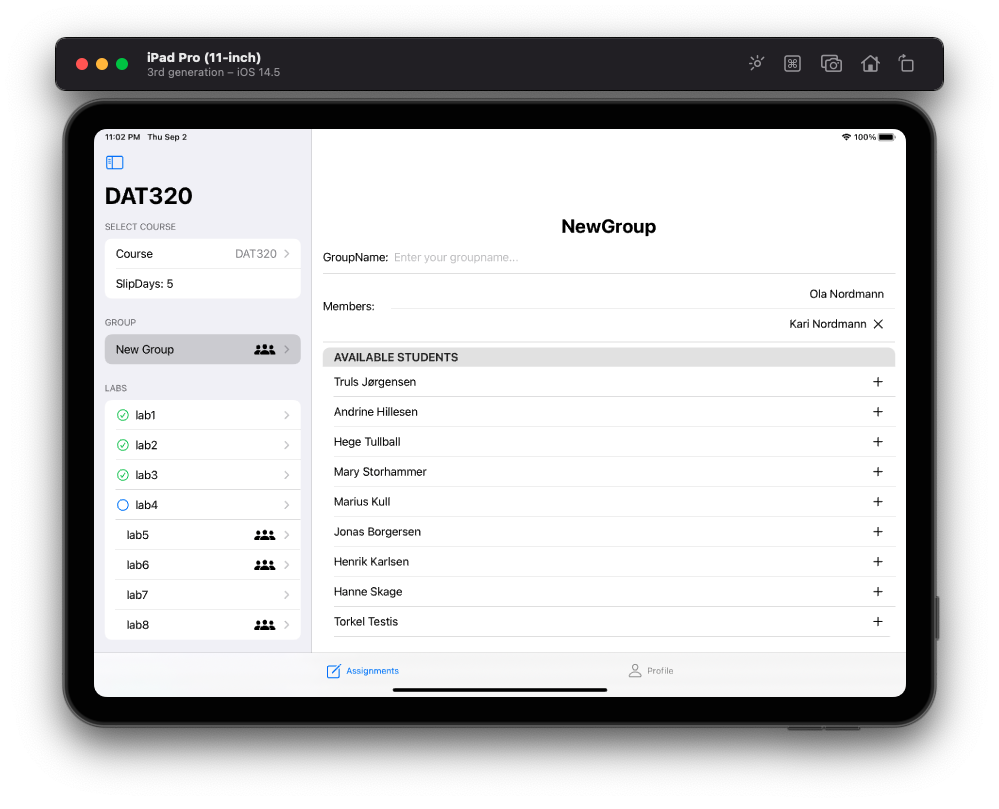 iPad Pro (11-inch)
3rd generation – iOS 14.5
11:02 PM Thu Sep 2
100%
DAT320
SELECT COURSE
Course DAT320
SlipDays: 5
GROUP
New Group
LABS
lab1
lab2
lab3
lab4
lab5
lab6
lab7
lab8
NewGroup
GroupName: Enter your groupname...
Ola Nordmann
Members:
Kari Nordmann
AVAILABLE STUDENTS
Truls Jørgensen
Andrine Hillesen
Hege Tullball
Mary Storhammer
Marius Kull
Jonas Borgersen
Henrik Karlsen
Hanne Skage
Torkel Testis
Assignments
Profile